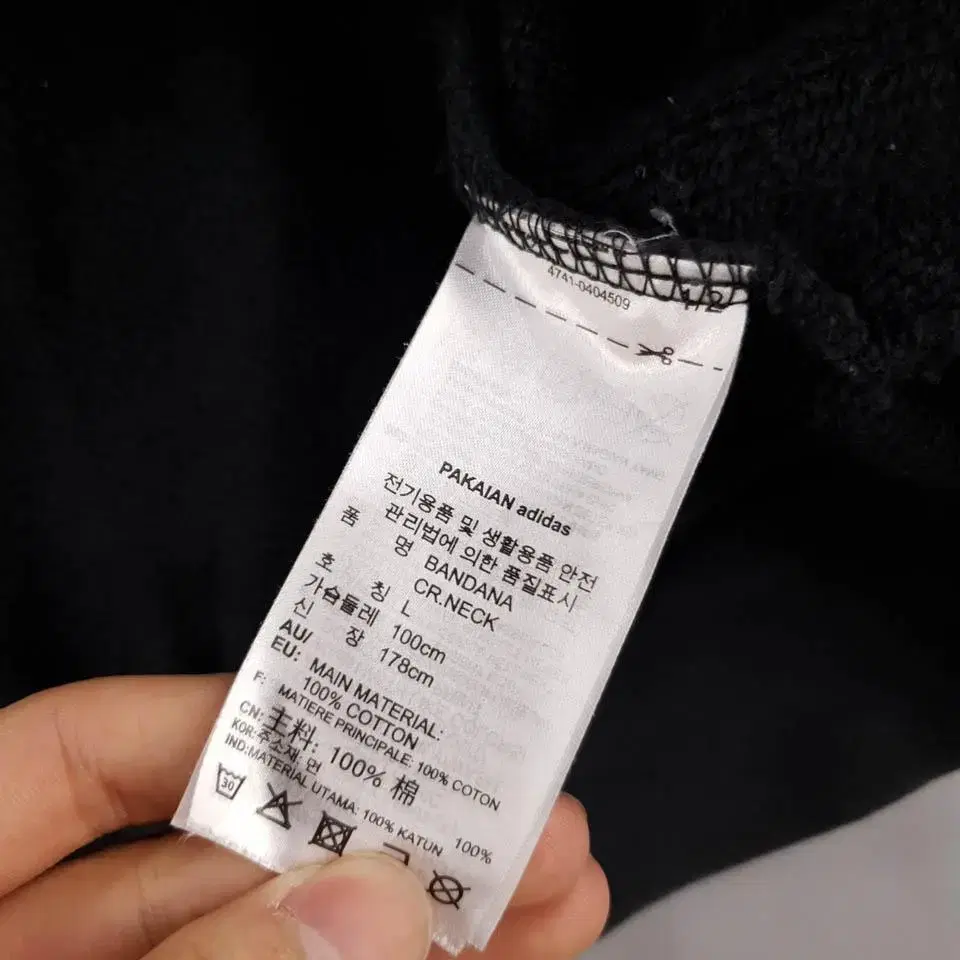 4741-0404509 1/2
PAKAIAN adidas
전기용품 및 생활용품 안전
관리법에 의한 품질표시
품 명 BANDANA
CR.NECK
호 칭 L
가슴둘레 100cm
신 장 178cm
AU/
EU: MAIN MATERIAL:
100% COTTON
F: MATIERE PRINCIPALE: 100% COTON
CN: 主料: 100% 棉
KOR:주소재: 면 100%
IND:MATERIAL UTAMA: 100% KATUN
30